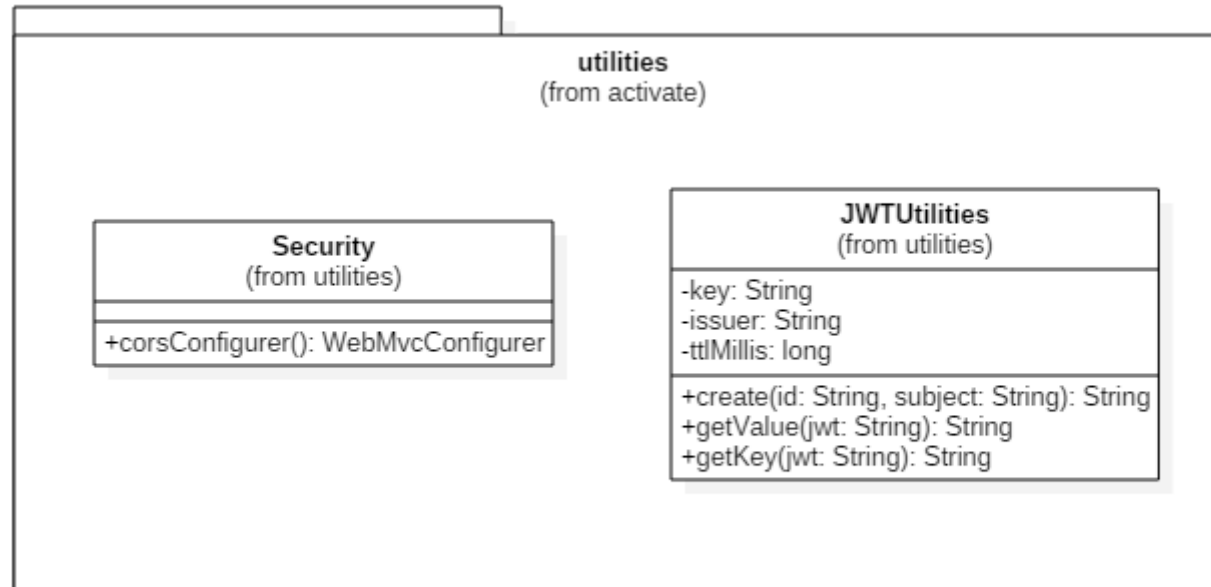 utilities
(from activate)
Security
(from utilities)
+corsConfigurer(): WebMvcConfigurer
JWTUtilities
(from utilities)
-key: String
-issuer: String
-ttlMillis: long
+create(id: String, subject: String): String
+getValue(jwt: String): String
+getKey(jwt: String): String